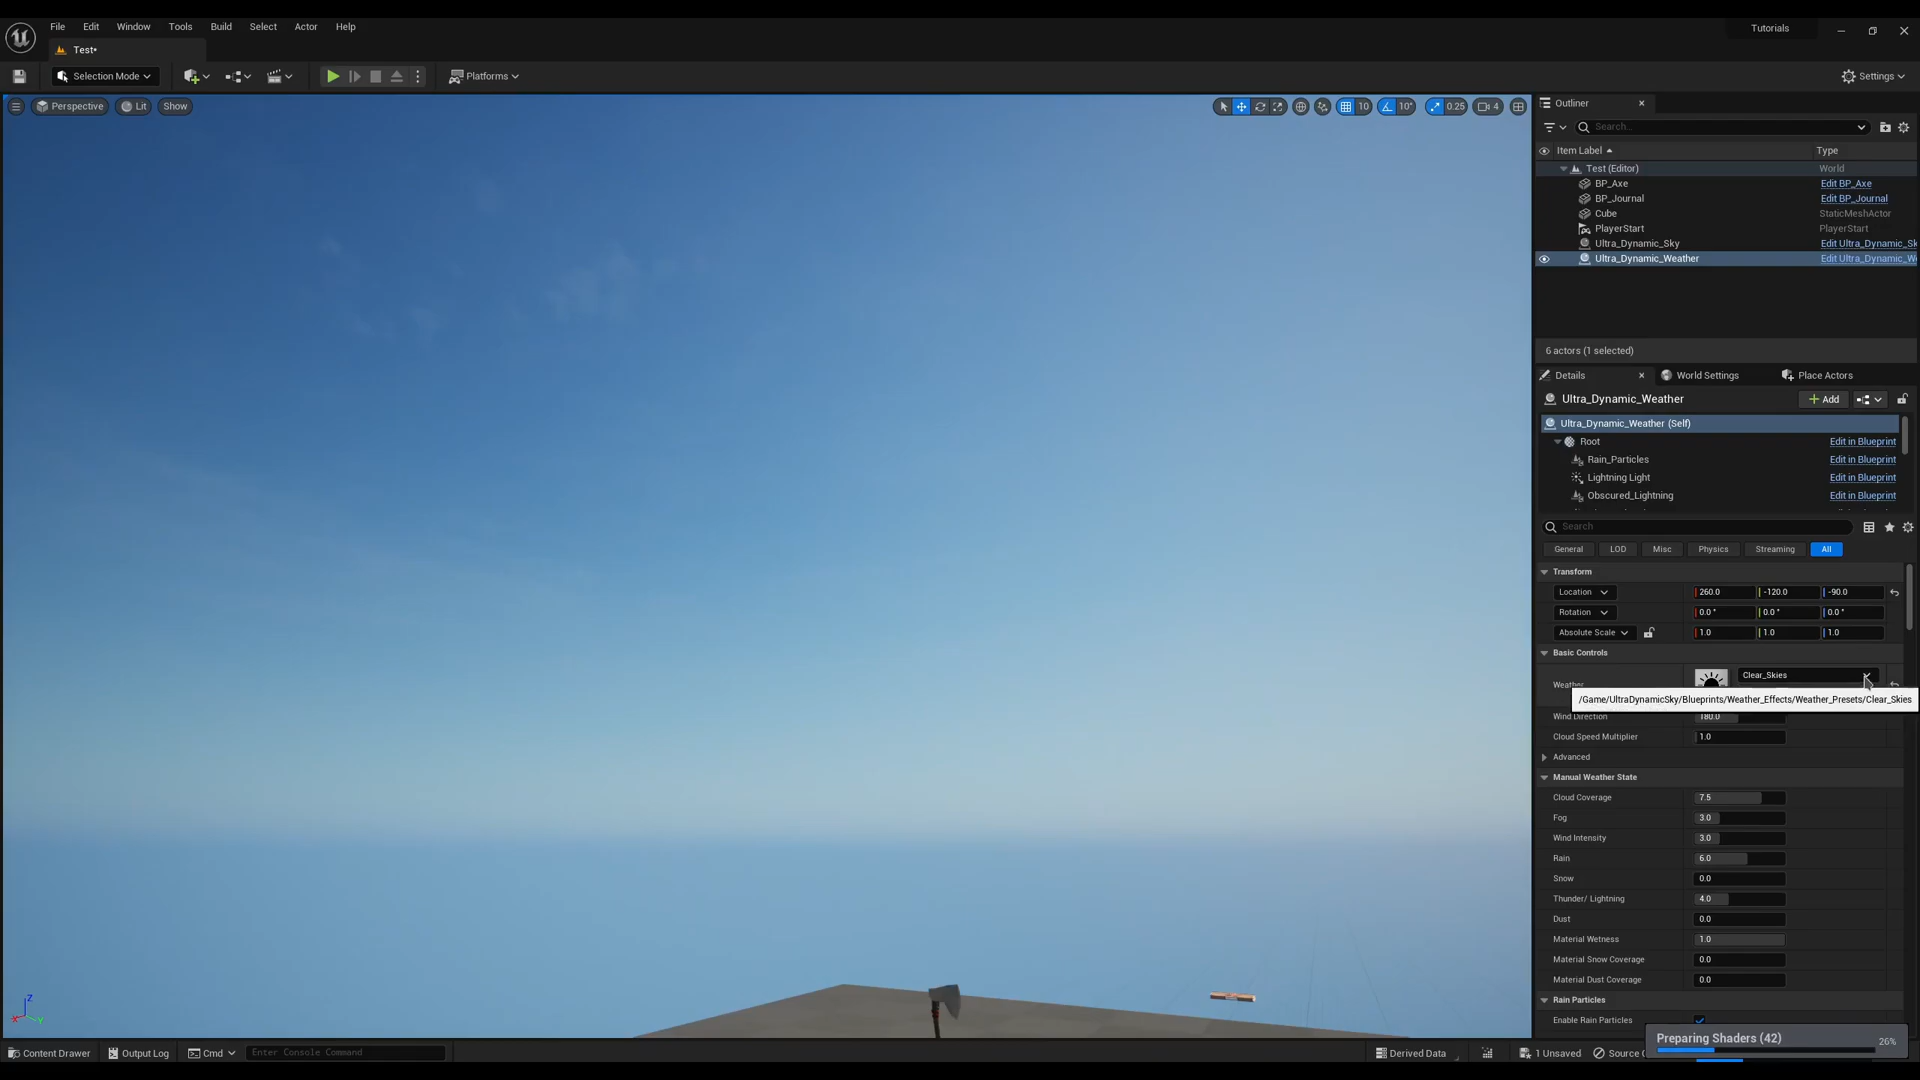 File Edit Window Tools Build Select Actor Help
Tutorials
Test•
Selection Mode
Platforms
Settings
Perspective Lit Show
10 10° 0.25 4
Outliner
Search...
Item Label Type
Test (Editor) World
BP_Axe Edit BP_Axe
BP_Journal Edit BP_Journal
Cube StaticMeshActor
PlayerStart PlayerStart
Ultra_Dynamic_Sky Edit Ultra_Dynamic_Sk
Ultra_Dynamic_Weather Edit Ultra_Dynamic_W
6 actors (1 selected)
Details World Settings Place Actors
Ultra_Dynamic_Weather Add
Ultra_Dynamic_Weather (Self)
Root Edit in Blueprint
Rain_Particles Edit in Blueprint
Lightning Light Edit in Blueprint
Obscured_Lightning Edit in Blueprint
Search
General LOD Misc Physics Streaming All
Transform
Location 260.0 -120.0 -90.0
Rotation 0.0 ° 0.0 ° 0.0 °
Absolute Scale 1.0 1.0 1.0
Basic Controls
Weather Clear_Skies
/Game/UltraDynamicSky/Blueprints/Weather_Effects/Weather_Presets/Clear_Skies
Wind Direction 180.0
Cloud Speed Multiplier 1.0
Advanced
Manual Weather State
Cloud Coverage 7.5
Fog 3.0
Wind Intensity 3.0
Rain 6.0
Snow 0.0
Thunder/ Lightning 4.0
Dust 0.0
Material Wetness 1.0
Material Snow Coverage 0.0
Material Dust Coverage 0.0
Rain Particles
Enable Rain Particles
Preparing Shaders (42)
26%
Z
X Y
Content Drawer Output Log Cmd Enter Console Command Derived Data 1 Unsaved Source